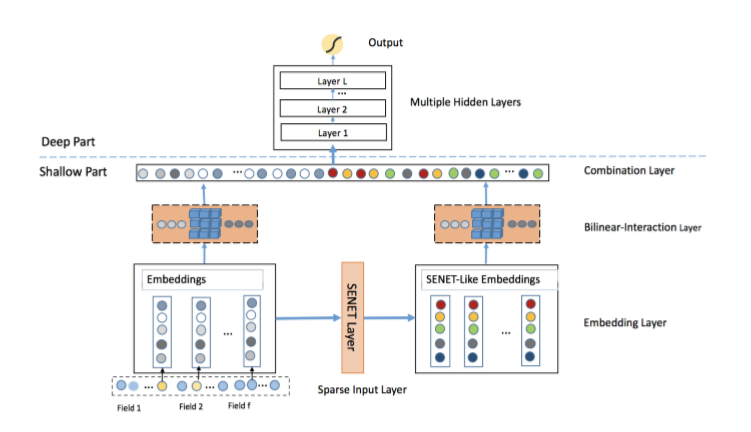 Output
Layer L
...
Layer 2
Multiple Hidden Layers
Layer 1
Deep Part
Shallow Part
...
...
Combination Layer
Bilinear-Interaction Layer
Embeddings
SENET Layer
SENET-Like Embeddings
...
...
Embedding Layer
... ... ...
Sparse Input Layer
Field 1
Field 2
Field f